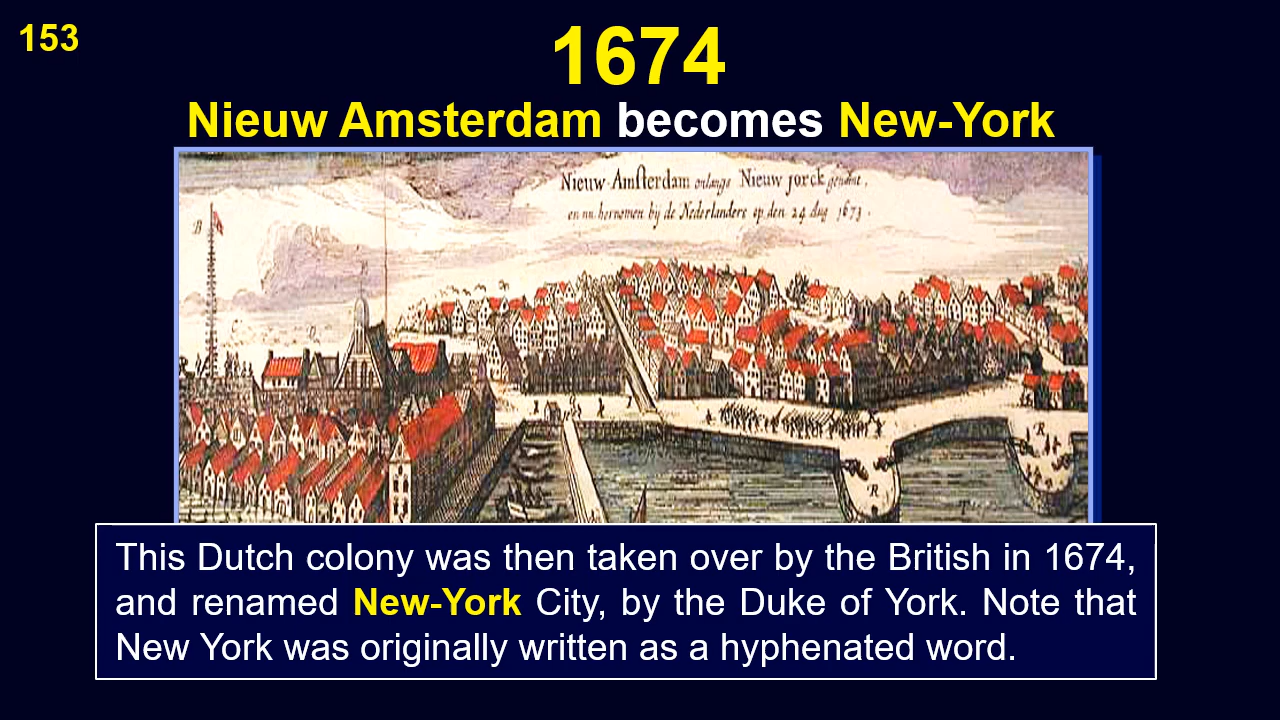 153
1674
Nieuw Amsterdam becomes New-York
Nieuw-Amsterdam onlangs Nieuw jorck genaemt,
en nu hernomen bij de Nederlanders op den 24 Aug 1673.
B
R
R
T
This Dutch colony was then taken over by the British in 1674,
and renamed New-York City, by the Duke of York. Note that
New York was originally written as a hyphenated word.